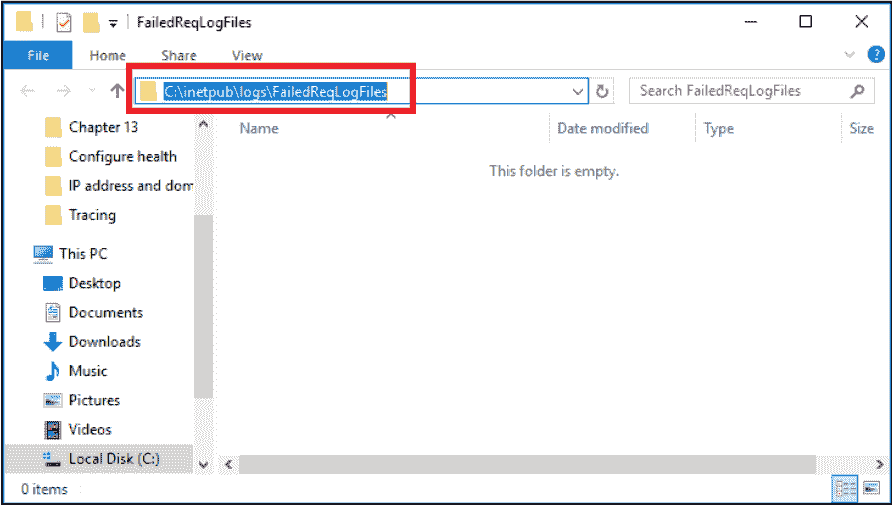 FailedReqLogFiles
File Home Share View
C:\inetpub\logs\FailedReqLogFiles Search FailedReqLogFiles
Name Date modified Type Size
This folder is empty.
Chapter 13
Configure health
IP address and dom
Tracing
This PC
Desktop
Documents
Downloads
Music
Pictures
Videos
Local Disk (C:)
0 items